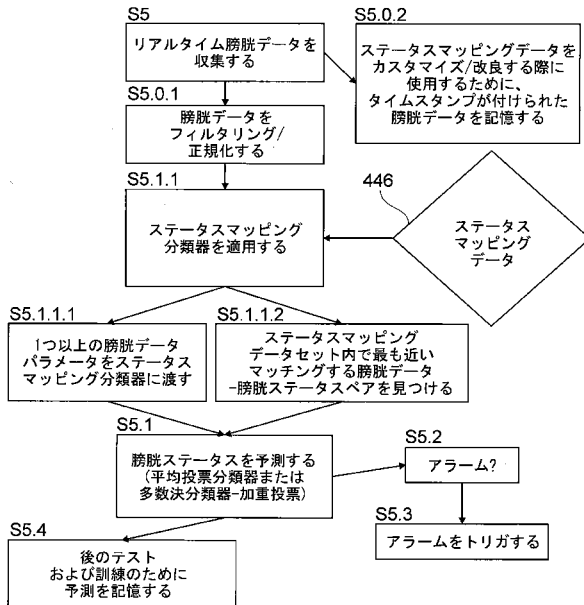 S5
リアルタイム膀胱データを
収集する
S5.0.2
ステータスマッピングデータを
カスタマイズ/改良する際に
使用するために、
タイムスタンプが付けられた
膀胱データを記憶する
S5.0.1
膀胱データを
フィルタリング/
正規化する
S5.1.1
ステータスマッピング
分類器を適用する
446
ステータス
マッピング
データ
S5.1.1.1
1つ以上の膀胱データ
パラメータをステータス
マッピング分類器に渡す
S5.1.1.2
ステータスマッピング
データセット内で最も近い
マッチングする膀胱データ
-膀胱ステータスペアを見つける
S5.1
膀胱ステータスを予測する
(平均投票分類器または
多数決分類器-加重投票)
S5.2
アラーム?
S5.3
アラームをトリガする
S5.4
後のテスト
および訓練のために
予測を記憶する